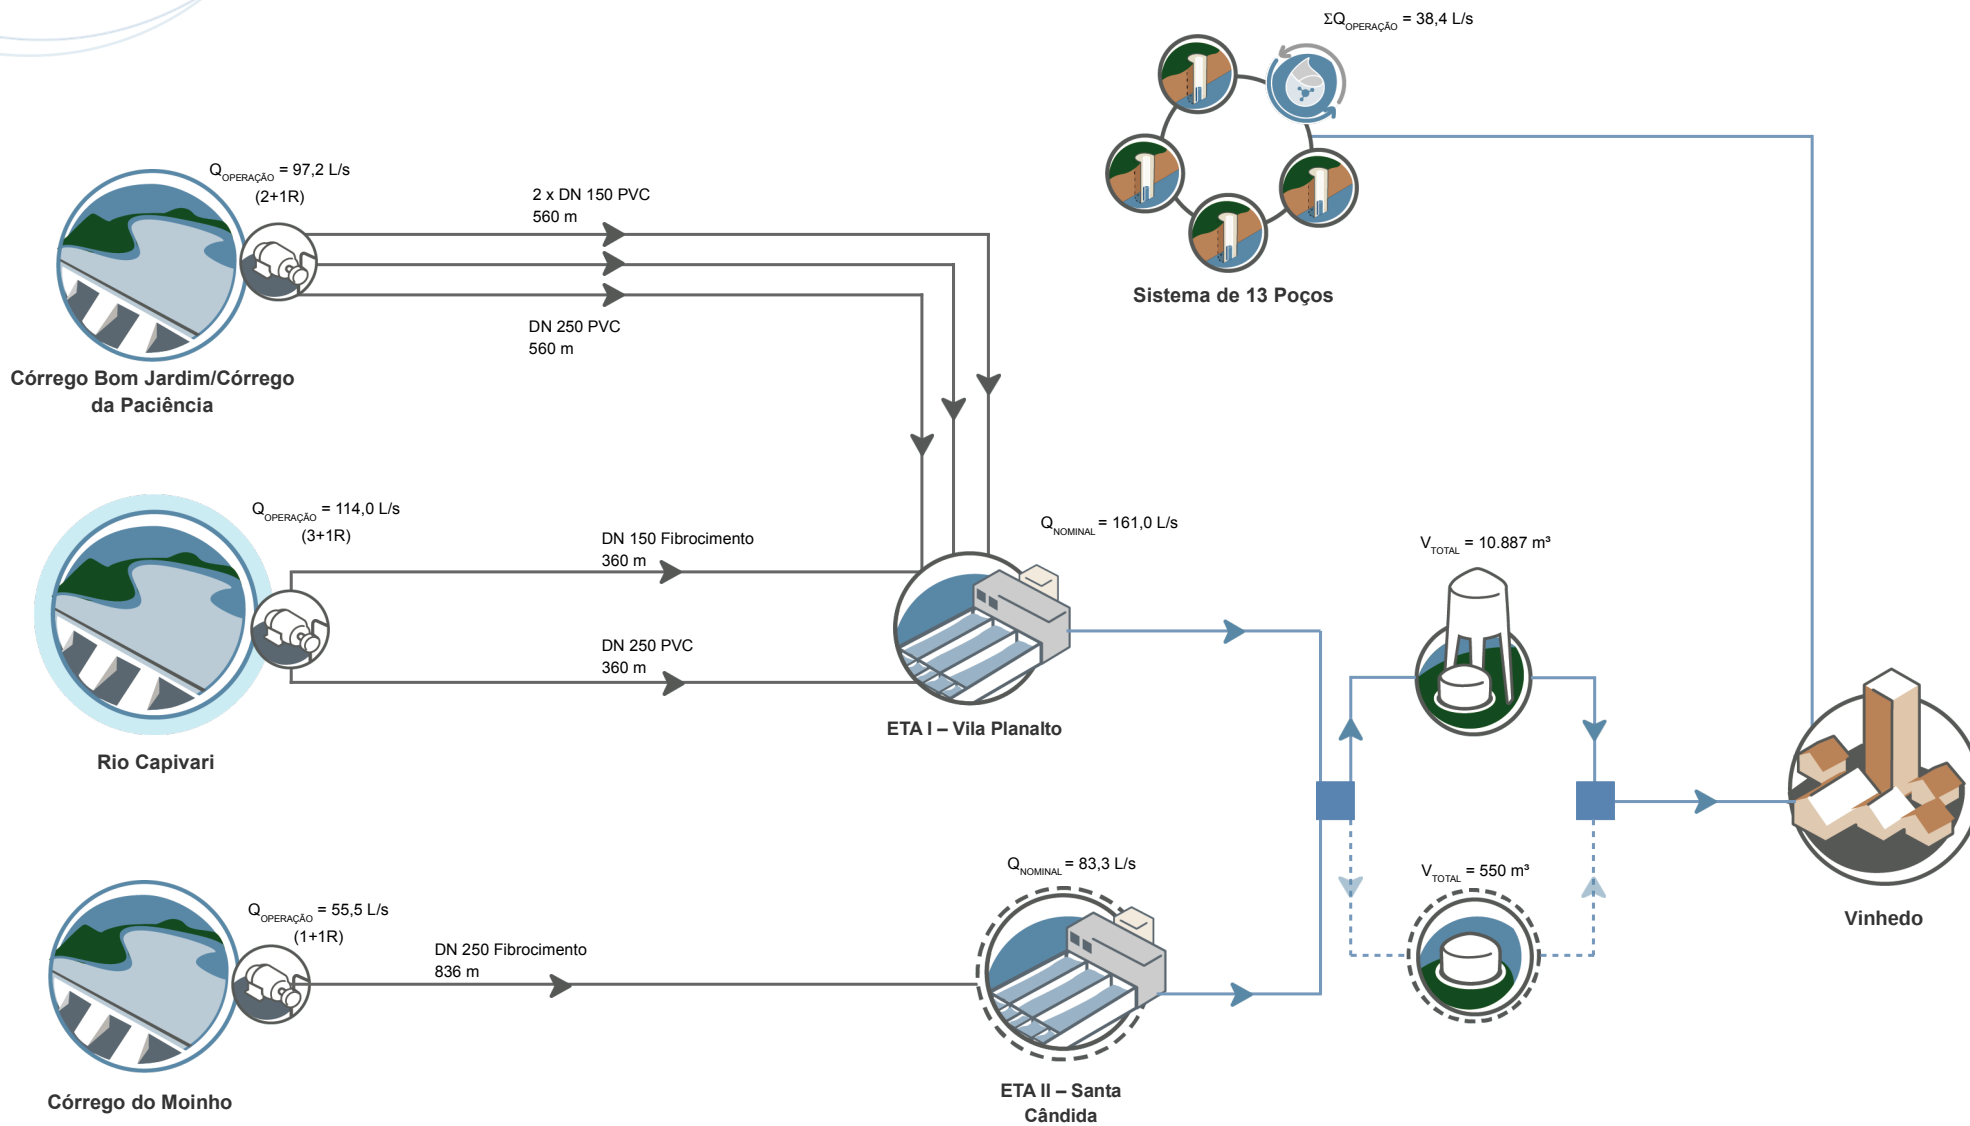 ΣQOPERAÇÃO = 38,4 L/s
Sistema de 13 Poços
QOPERAÇÃO = 97,2 L/s
(2+1R)
2 x DN 150 PVC
560 m
DN 250 PVC
560 m
Córrego Bom Jardim/Córrego
da Paciência
QOPERAÇÃO = 114,0 L/s
(3+1R)
DN 150 Fibrocimento
360 m
DN 250 PVC
360 m
Rio Capivari
QNOMINAL = 161,0 L/s
ETA I – Vila Planalto
VTOTAL = 10.887 m³
VTOTAL = 550 m³
Vinhedo
QOPERAÇÃO = 55,5 L/s
(1+1R)
DN 250 Fibrocimento
836 m
Córrego do Moinho
QNOMINAL = 83,3 L/s
ETA II – Santa
Cândida